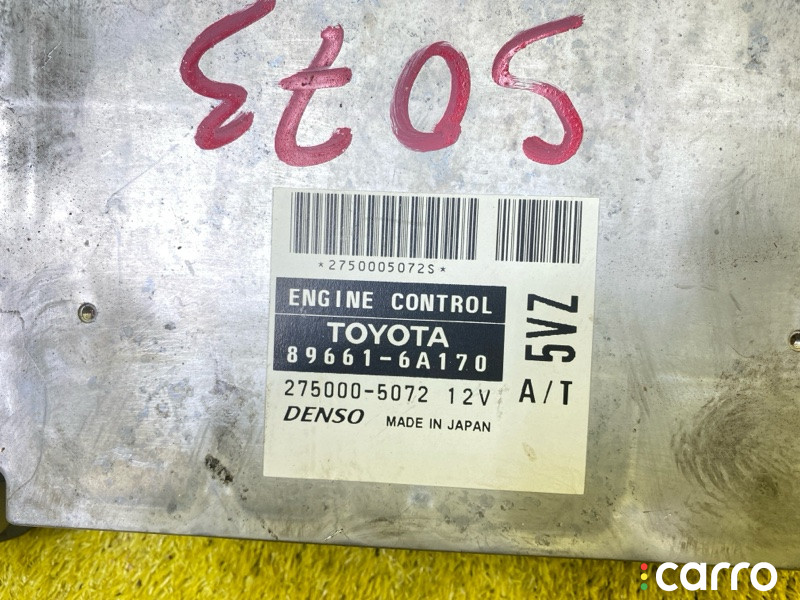 5073
*2750005072S*
ENGINE CONTROL
TOYOTA
89661-6A170
275000-5072 12V
DENSO MADE IN JAPAN
5VZ
A/T
carro